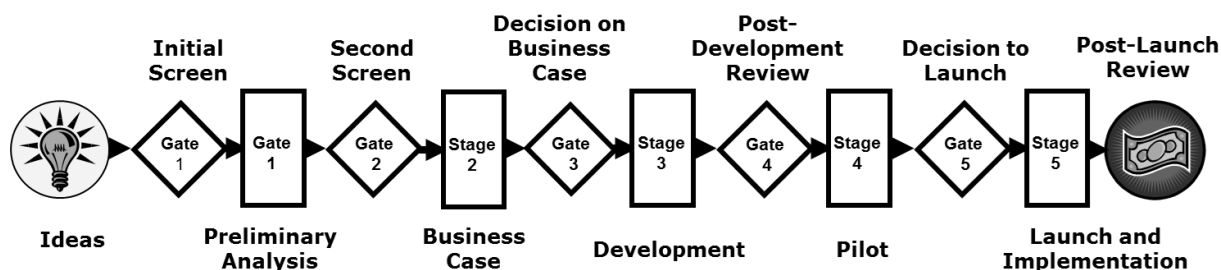 Initial
Screen
Second
Screen
Decision on
Business
Case
Post-
Development
Review
Decision to
Launch
Post-Launch
Review
Gate
1
Gate
1
Gate
2
Stage
2
Gate
3
Stage
3
Gate
4
Stage
4
Gate
5
Stage
5
Ideas
Preliminary
Analysis
Business
Case
Development
Pilot
Launch and
Implementation